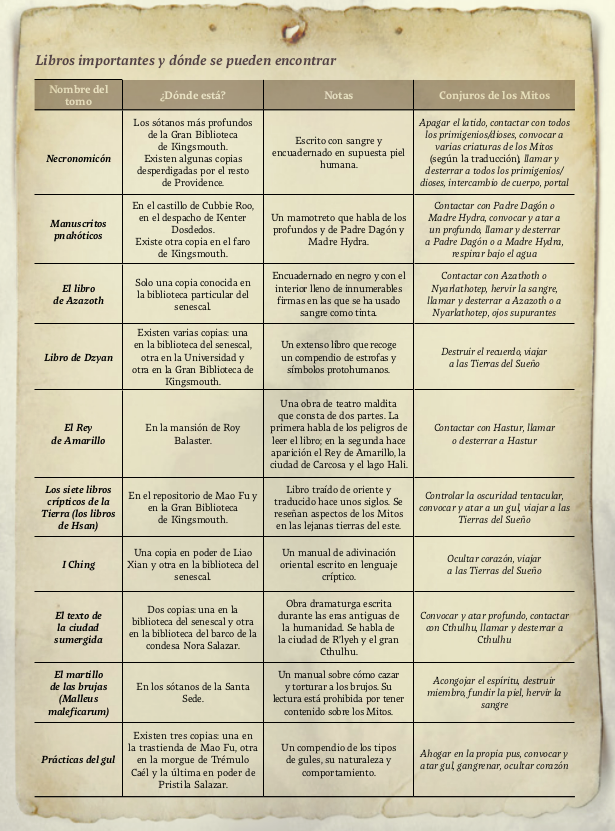 Libros importantes y dónde se pueden encontrar
Nombre del
tomo
¿Dónde está?
Notas
Conjuros de los Mitos
Necronomicón
Los sótanos más profundos
de la Gran Biblioteca
de Kingsmouth.
Existen algunas copias
desperdigadas por el resto
de Providence.
Escrito con sangre y
encuadernado en supuesta piel
humana.
Apagar el latido, contactar con todos
los primigenios/dioses, convocar a
varias criaturas de los Mitos
(según la traducción), llamar y
desterrar a todos los primigenios/
dioses, intercambio de cuerpo, portal
Manuscritos
pnakóticos
En el castillo de Cubbie Roo,
en el despacho de Kenter
Dosdedos.
Existe otra copia en el faro
de Kingsmouth.
Un mamotreto que habla de los
profundos y de Padre Dagón y
Madre Hydra.
Contactar con Padre Dagón o
Madre Hydra, convocar y atar a
un profundo, llamar y desterrar
a Padre Dagón o a Madre Hydra,
respirar bajo el agua
El libro
de Azazoth
Solo una copia conocida en
la biblioteca particular del
senescal.
Encuadernado en negro y con el
interior lleno de innumerables
firmas en las que se ha usado
sangre como tinta.
Contactar con Azathoth o
Nyarlathotep, hervir la sangre,
llamar y desterrar a Azazoth o a
Nyarlathotep, ojos supurantes
Libro de Dzyan
Existen varias copias: una
en la biblioteca del senescal,
otra en la Universidad y
otra en la Gran Biblioteca de
Kingsmouth.
Un extenso libro que recoge
un compendio de estrofas y
símbolos protohumanos.
Destruir el recuerdo, viajar
a las Tierras del Sueño
El Rey
de Amarillo
En la mansión de Roy
Balaster.
Una obra de teatro maldita
que consta de dos partes. La
primera habla de los peligros de
leer el libro; en la segunda hace
aparición el Rey de Amarillo, la
ciudad de Carcosa y el lago Hali.
Contactar con Hastur, llamar
o desterrar a Hastur
Los siete libros
crípticos de la
Tierra (los libros
de Hsan)
En el repositorio de Mao Fu y
en la Gran Biblioteca
de Kingsmouth.
Libro traído de oriente y
traducido hace unos siglos. Se
reseñan aspectos de los Mitos
en las lejanas tierras del este.
Controlar la oscuridad tentacular,
convocar y atar a un gul, viajar a las
Tierras del Sueño
I Ching
Una copia en poder de Liao
Xian y otra en la biblioteca del
senescal.
Un manual de adivinación
oriental escrito en lenguaje
críptico.
Ocultar corazón, viajar
a las Tierras del Sueño
El texto de
la ciudad
sumergida
Dos copias: una en la
biblioteca del senescal y otra
en la biblioteca del barco de la
condesa Nora Salazar.
Obra dramaturga escrita
durante las eras antiguas de
la humanidad. Se habla de
la ciudad de R'lyeh y el gran
Cthulhu.
Convocar y atar profundo, contactar
con Cthulhu, llamar y desterrar a
Cthulhu
El martillo
de las brujas
(Malleus
maleficarum)
En los sótanos de la Santa
Sede.
Un manual sobre cómo cazar
y torturar a los brujos. Su
lectura está prohibida por tener
contenido sobre los Mitos.
Acongojar el espíritu, destruir
miembro, fundir la piel, hervir la
sangre
Prácticas del gul
Existen tres copias: una en
la trastienda de Mao Fu, otra
en la morgue de Trémulo
Caél y la última en poder de
Pristila Salazar.
Un compendio de los tipos
de gules, su naturaleza y
comportamiento.
Ahogar en la propia pus, convocar y
atar gul, gangrenar, ocultar corazón